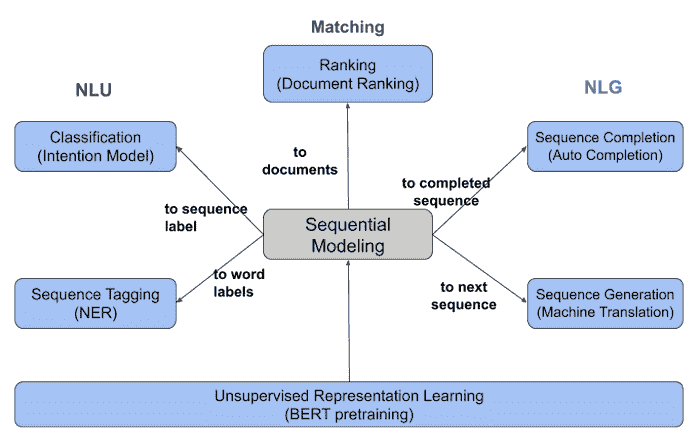 Matching
Ranking
(Document Ranking)
NLU
NLG
Classification
(Intention Model)
Sequence Completion
(Auto Completion)
to
documents
to completed
sequence
to sequence
label
Sequential
Modeling
to word
labels
to next
sequence
Sequence Tagging
(NER)
Sequence Generation
(Machine Translation)
Unsupervised Representation Learning
(BERT pretraining)